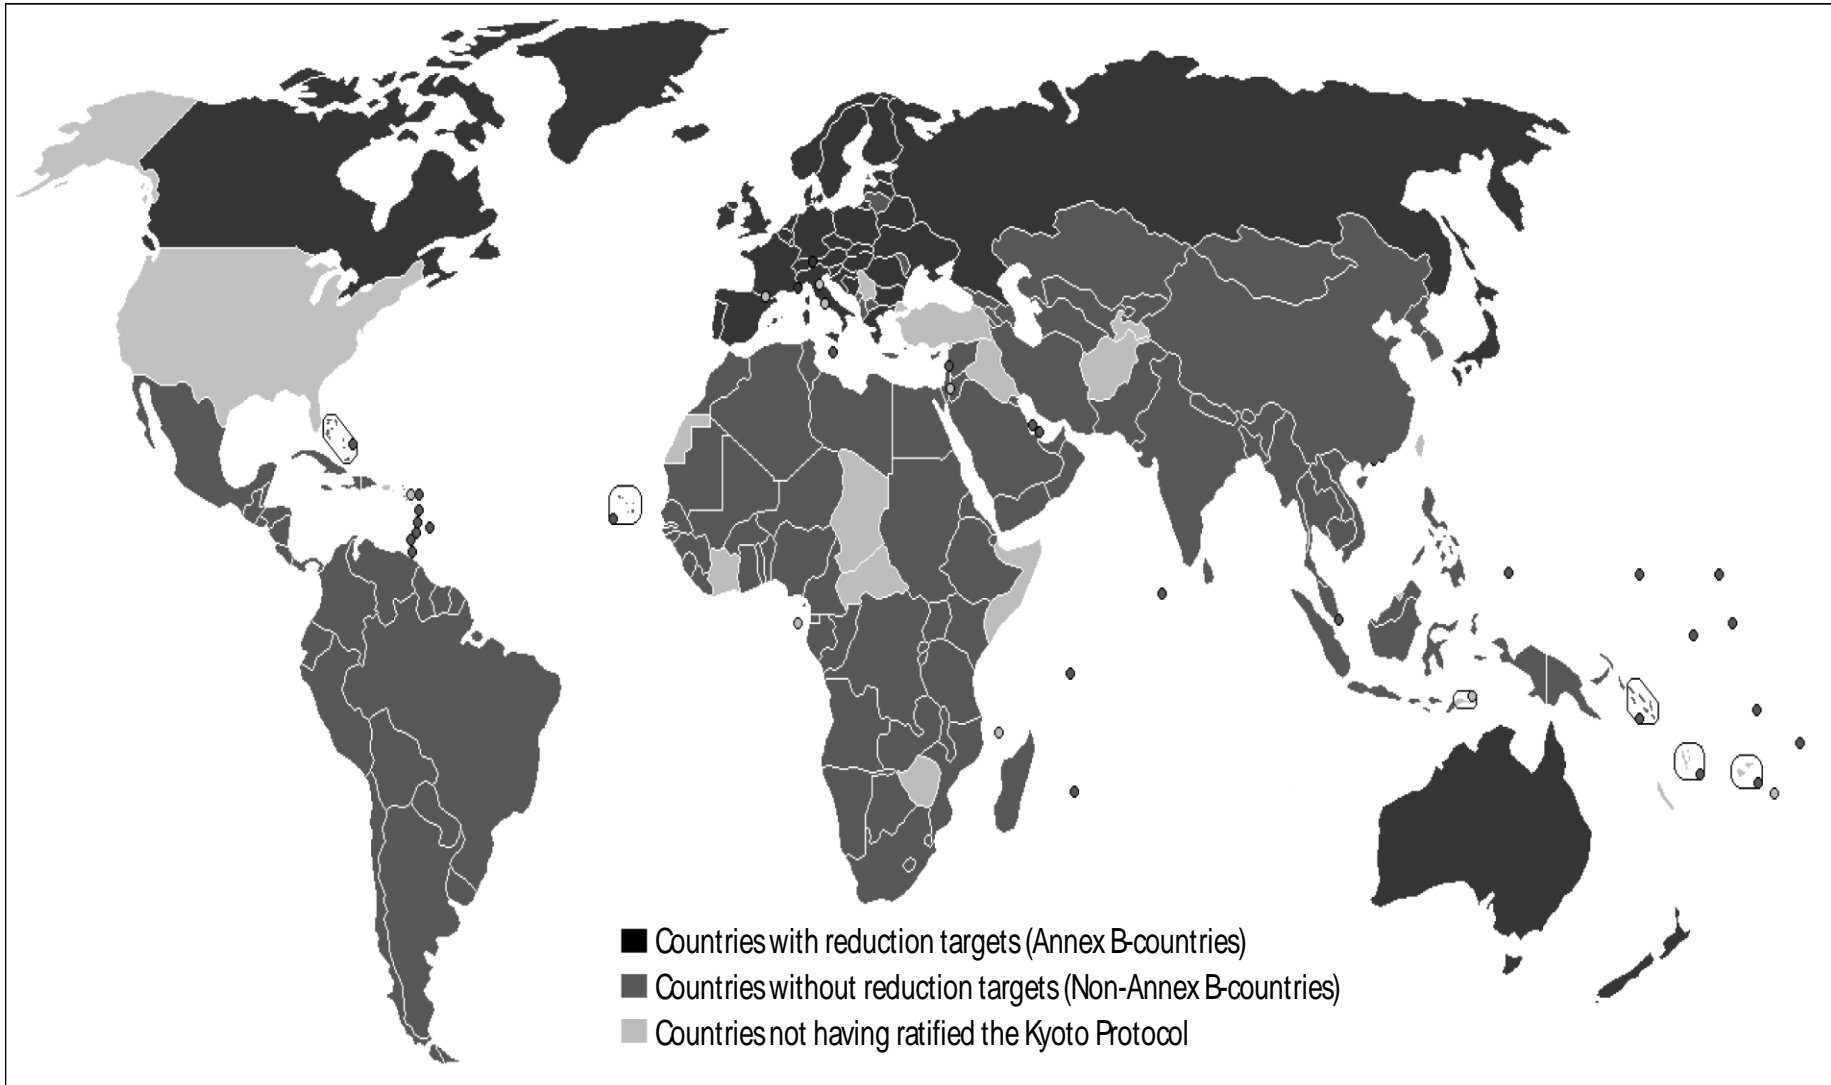 Countries with reduction targets (Annex B-countries)
Countries without reduction targets (Non-Annex B-countries)
Countries not having ratified the Kyoto Protocol